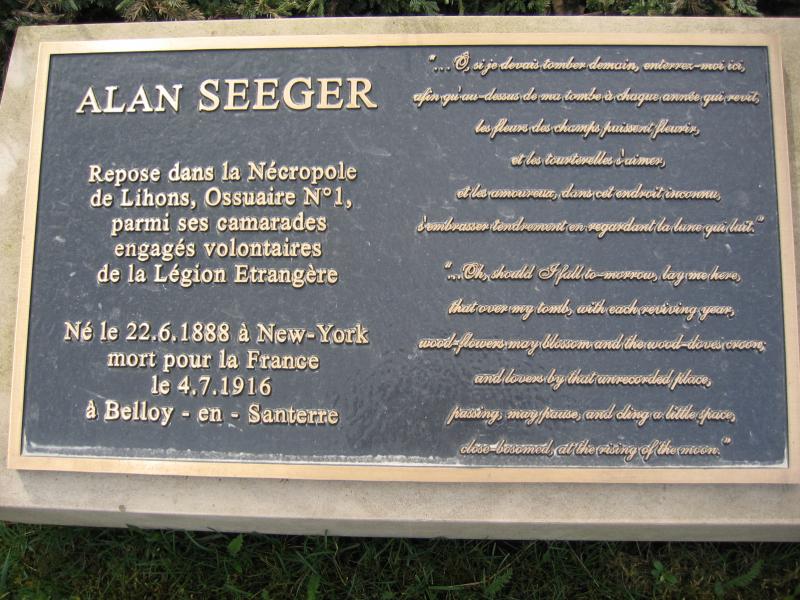 ALAN SEEGER
Repose dans la Nécropole
de Lihons, Ossuaire N°1,
parmi ses camarades
engagés volontaires
de la Légion Etrangère
Né le 22.6.1888 à New-York
mort pour la France
le 4.7.1916
à Belloy - en - Santerre
"...Ô, si je devais tomber demain, enterrez-moi ici,
afin qu'au-dessus de ma tombe à chaque année qui revit,
les fleurs des champs puissent fleurir,
et les tourterelles s'aimer,
et les amoureux, dans cet endroit inconnu,
s'embrasser tendrement en regardant la lune qui luit."
"...Oh, should I fall to-morrow, lay me here,
that over my tomb, with each reviving year,
wood-flowers may blossom and the wood-doves croon;
and lovers by that unrecorded place,
passing, may pause, and cling a little space,
close-bosomed, at the rising of the moon."